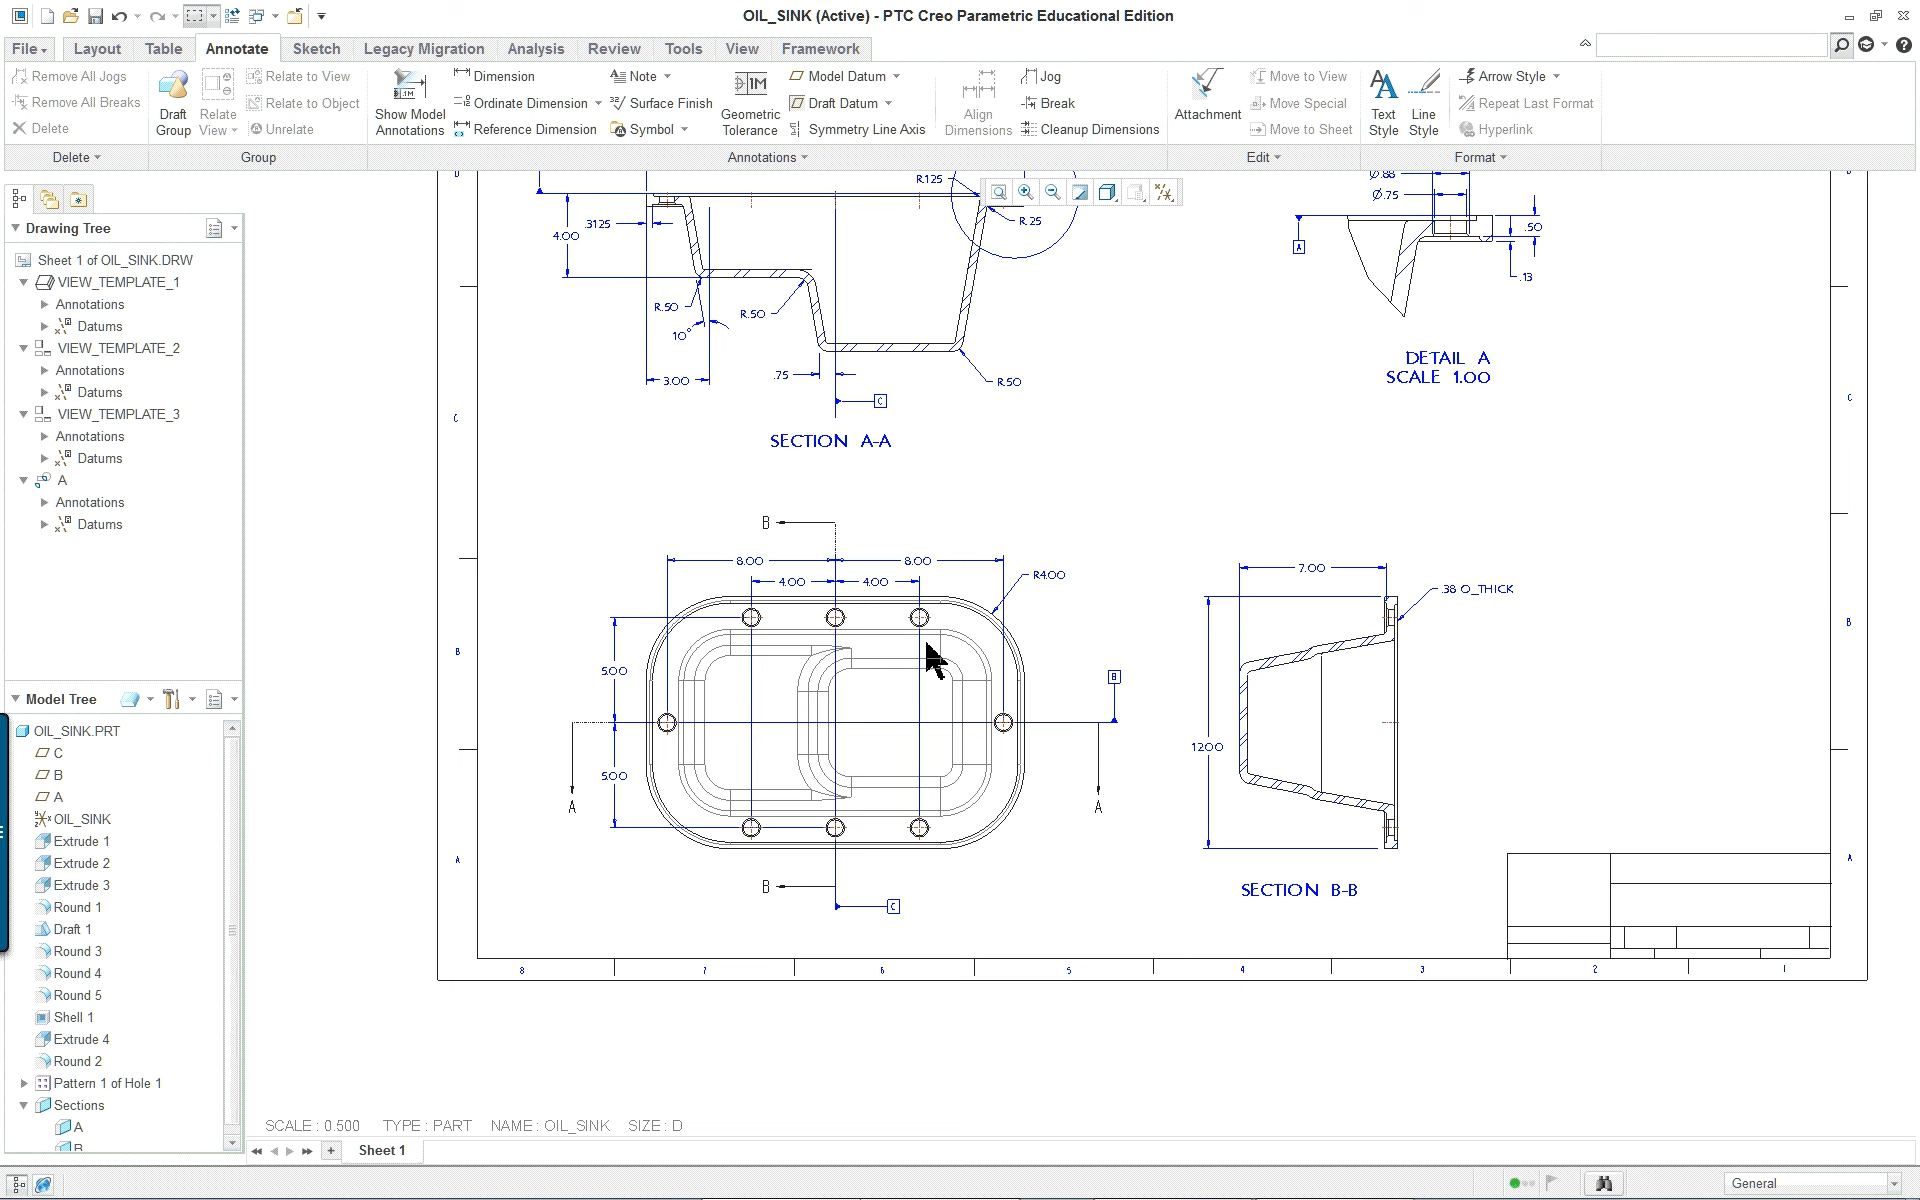 OIL_SINK (Active) - PTC Creo Parametric Educational Edition
File
Layout
Table
Annotate
Sketch
Legacy Migration
Analysis
Review
Tools
View
Framework
Remove All Jogs
Remove All Breaks
Delete
Delete
Draft Group
Relate View
Relate to View
Relate to Object
Unrelate
Group
Show Model Annotations
Dimension
Ordinate Dimension
Reference Dimension
Note
Surface Finish
Symbol
Geometric Tolerance
Model Datum
Draft Datum
Symmetry Line Axis
Align Dimensions
Jog
Break
Cleanup Dimensions
Annotations
Attachment
Move to View
Move Special
Move to Sheet
Edit
Text Style
Line Style
Arrow Style
Repeat Last Format
Hyperlink
Format
Drawing Tree
Sheet 1 of OIL_SINK.DRW
VIEW_TEMPLATE_1
Annotations
Datums
VIEW_TEMPLATE_2
Annotations
Datums
VIEW_TEMPLATE_3
Annotations
Datums
A
Annotations
Datums
Model Tree
OIL_SINK.PRT
C
B
A
OIL_SINK
Extrude 1
Extrude 2
Extrude 3
Round 1
Draft 1
Round 3
Round 4
Round 5
Shell 1
Extrude 4
Round 2
Pattern 1 of Hole 1
Sections
A
B
D
R.125
R.25
.3125
4.00
R.50
R.50
10°
3.00
.75
R.50
C
SECTION A-A
Ø.88
Ø.75
.50
A
.13
DETAIL A
SCALE 1.00
C
C
B
8.00
8.00
4.00
4.00
R4.00
5.00
5.00
B
A
A
B
C
7.00
.38 O_THICK
12.00
SECTION B-B
B
B
A
A
8
7
6
5
4
3
2
1
SCALE : 0.500 TYPE : PART NAME : OIL_SINK SIZE : D
Sheet 1
General